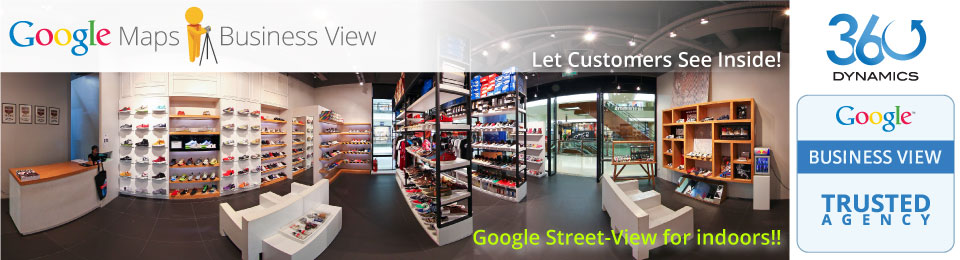 Google Maps Business View
Let Customers See Inside!
Google Street-View for indoors!!
360
DYNAMICS
Google™
BUSINESS VIEW
TRUSTED
AGENCY